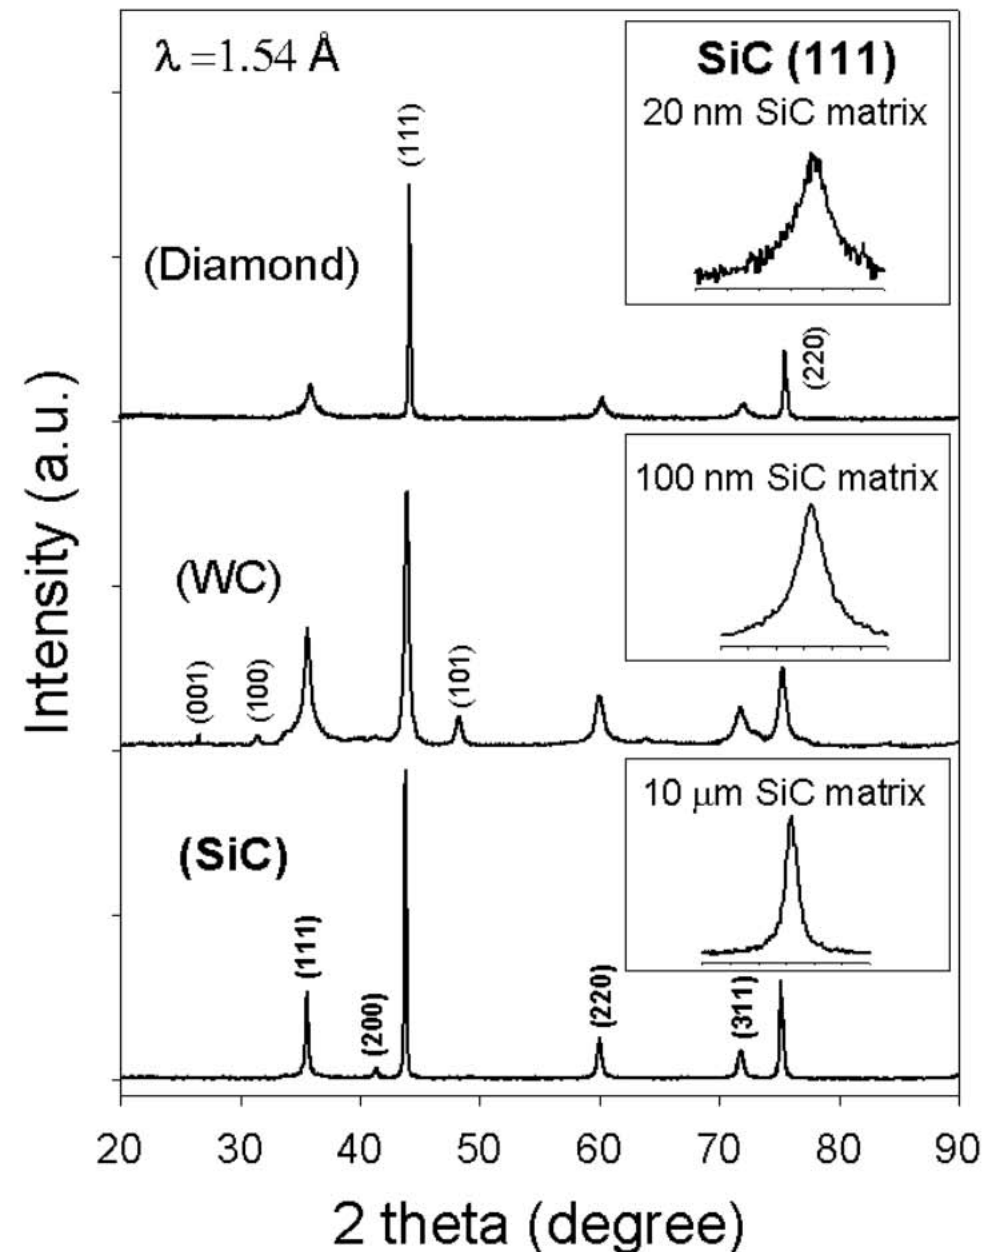 λ =1.54 Å
SiC (111)
20 nm SiC matrix
(111)
(Diamond)
(220)
100 nm SiC matrix
(WC)
(001)
(100)
(101)
10 μm SiC matrix
(SiC)
(111)
(200)
(220)
(311)
Intensity (a.u.)
20 30 40 50 60 70 80 90
2 theta (degree)